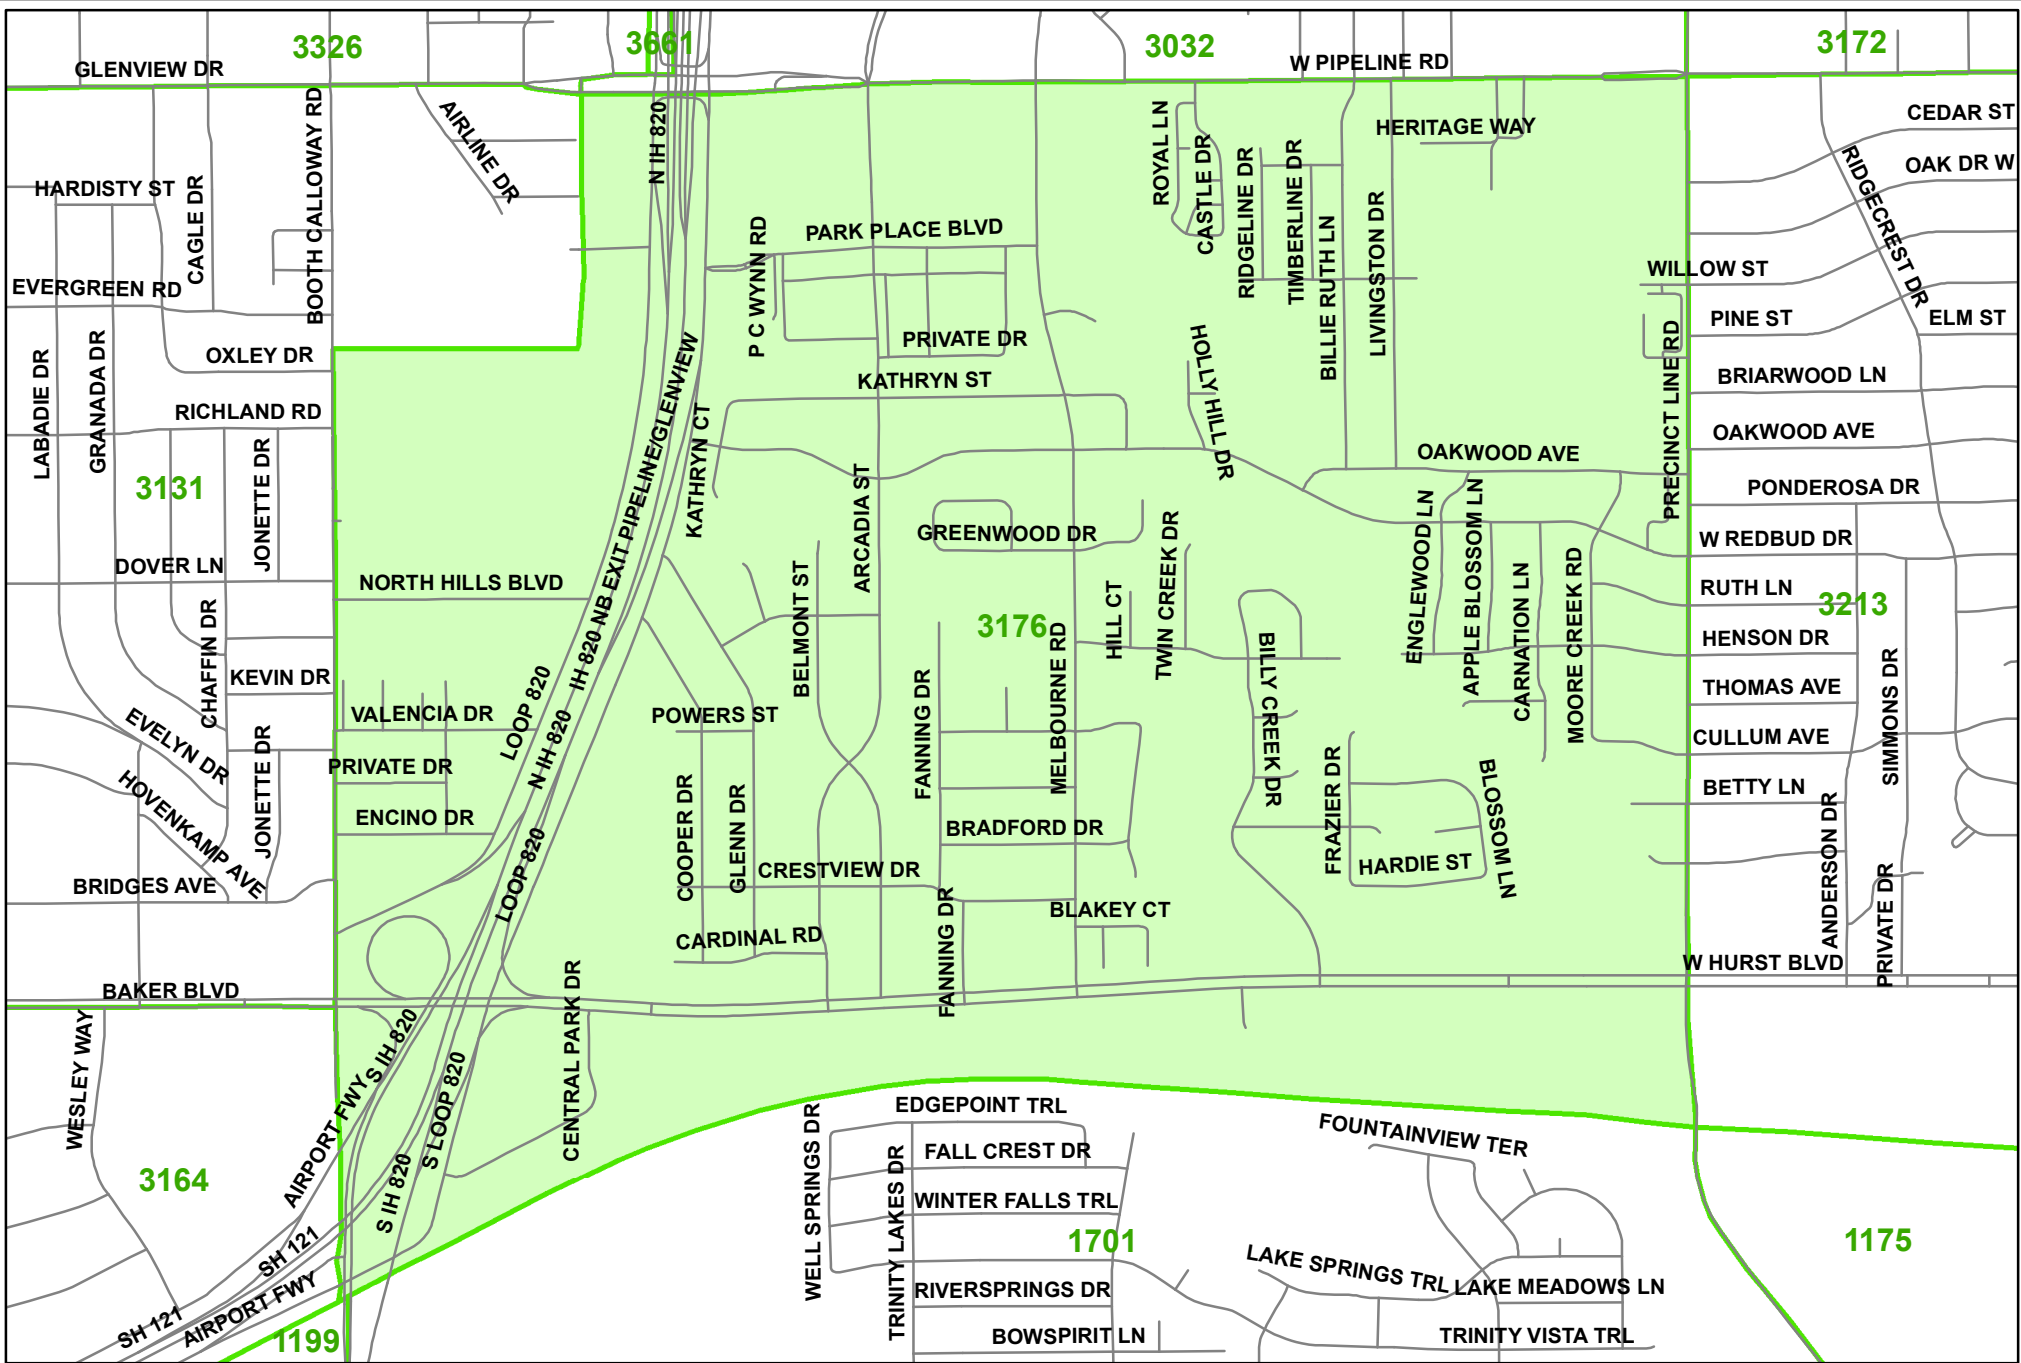 3326
3661
3032
3172
GLENVIEW DR
W PIPELINE RD
CEDAR ST
OAK DR W
RIDGECREST DR
HERITAGE WAY
AIRLINE DR
BOOTH CALLOWAY RD
N IH 820
ROYAL LN
CASTLE DR
RIDGELINE DR
TIMBERLINE DR
BILLIE RUTH LN
LIVINGSTON DR
HARDISTY ST
CAGLE DR
P C WYNN RD
PARK PLACE BLVD
WILLOW ST
EVERGREEN RD
PINE ST
ELM ST
PRIVATE DR
OXLEY DR
LABADIE DR
GRANADA DR
KATHRYN ST
HOLLY HILL DR
PRECINCT LINE RD
BRIARWOOD LN
RICHLAND RD
KATHRYN CT
IH 820 NB EXIT PIPELINE/GLENVIEW
OAKWOOD AVE
OAKWOOD AVE
3131
JONETTE DR
ARCADIA ST
PONDEROSA DR
GREENWOOD DR
TWIN CREEK DR
ENGLEWOOD LN
APPLE BLOSSOM LN
CARNATION LN
MOORE CREEK RD
W REDBUD DR
DOVER LN
NORTH HILLS BLVD
BELMONT ST
HILL CT
RUTH LN
3213
3176
CHAFFIN DR
HENSON DR
KEVIN DR
MELBOURNE RD
BILLY CREEK DR
THOMAS AVE
SIMMONS DR
EVELYN DR
VALENCIA DR
LOOP 820
N IH 820
POWERS ST
FANNING DR
CULLUM AVE
JONETTE DR
PRIVATE DR
HOVENKAMP AVE
FRAZIER DR
BLOSSOM LN
BETTY LN
ENCINO DR
COOPER DR
GLENN DR
BRADFORD DR
ANDERSON DR
LOOP 820
CRESTVIEW DR
HARDIE ST
BRIDGES AVE
FANNING DR
BLAKEY CT
PRIVATE DR
CARDINAL RD
W HURST BLVD
BAKER BLVD
CENTRAL PARK DR
WESLEY WAY
S IH 820
AIRPORT FWY
S LOOP 820
EDGEPOINT TRL
WELL SPRINGS DR
FOUNTAINVIEW TER
FALL CREST DR
TRINITY LAKES DR
3164
S IH 820
WINTER FALLS TRL
1701
1175
SH 121
LAKE SPRINGS TRL
LAKE MEADOWS LN
RIVERSPRINGS DR
SH 121
AIRPORT FWY
1199
BOWSPIRIT LN
TRINITY VISTA TRL